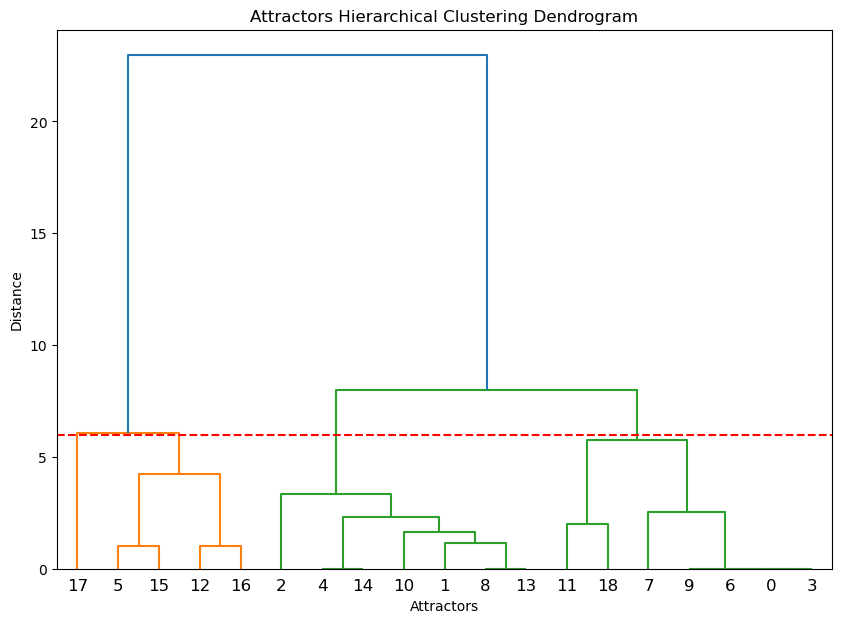 Attractors Hierarchical Clustering Dendrogram
20
15
10
5
0
Distance
17 5 15 12 16 2 4 14 10 1 8 13 11 18 7 9 6 0 3
Attractors